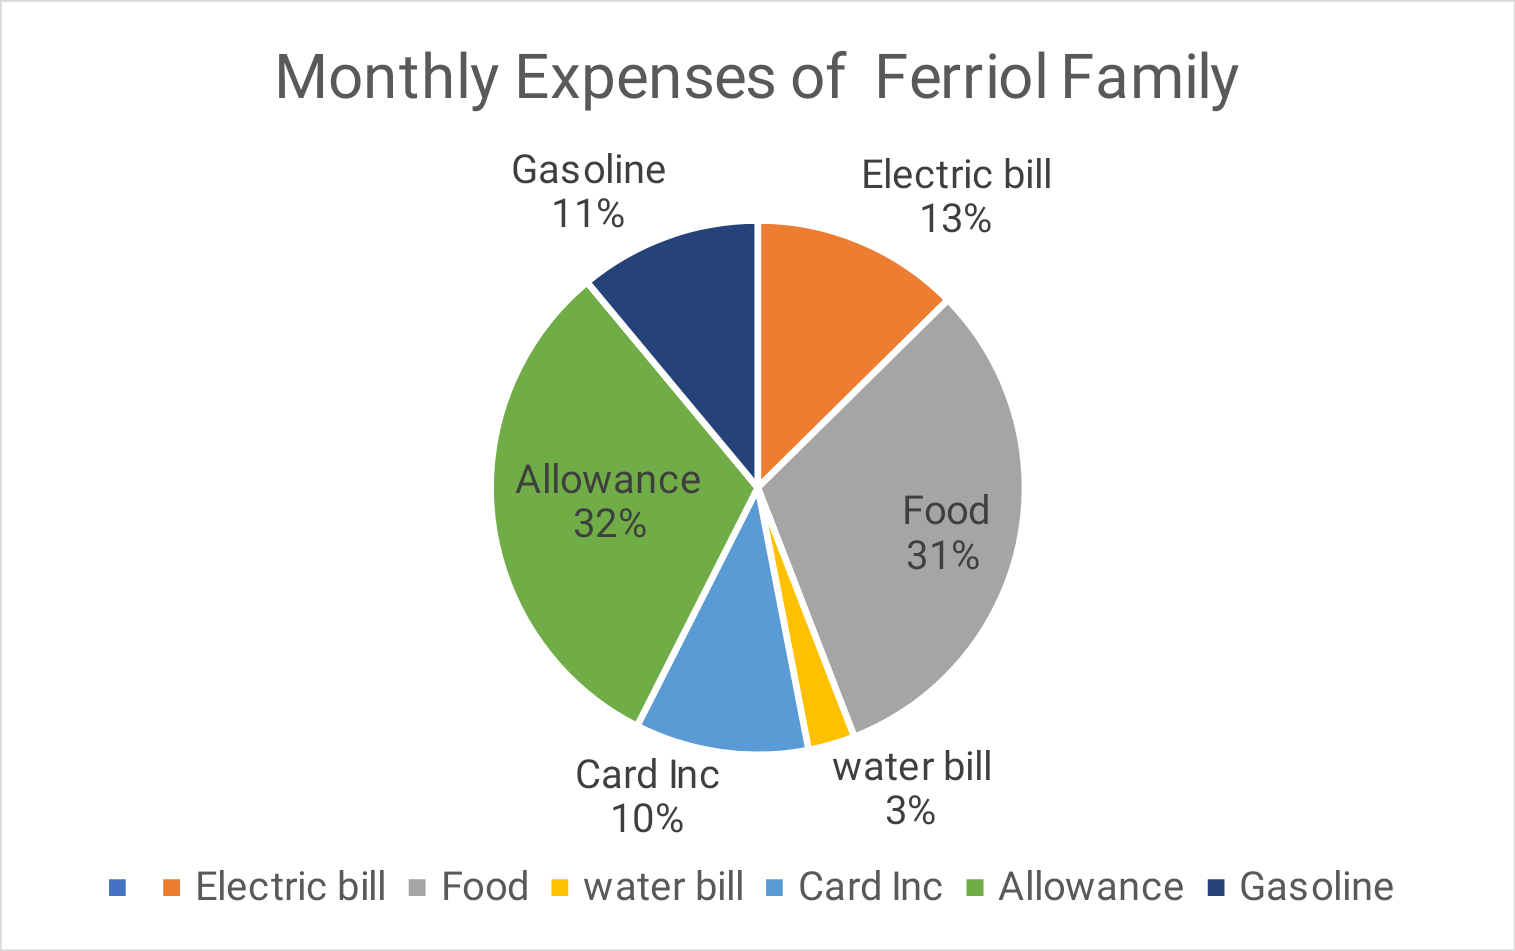 Monthly Expenses of  Ferriol Family
Gasoline
11%
Electric bill
13%
Allowance
32%
Food
31%
Card Inc
10%
water bill
3%
Electric bill Food water bill Card Inc Allowance Gasoline